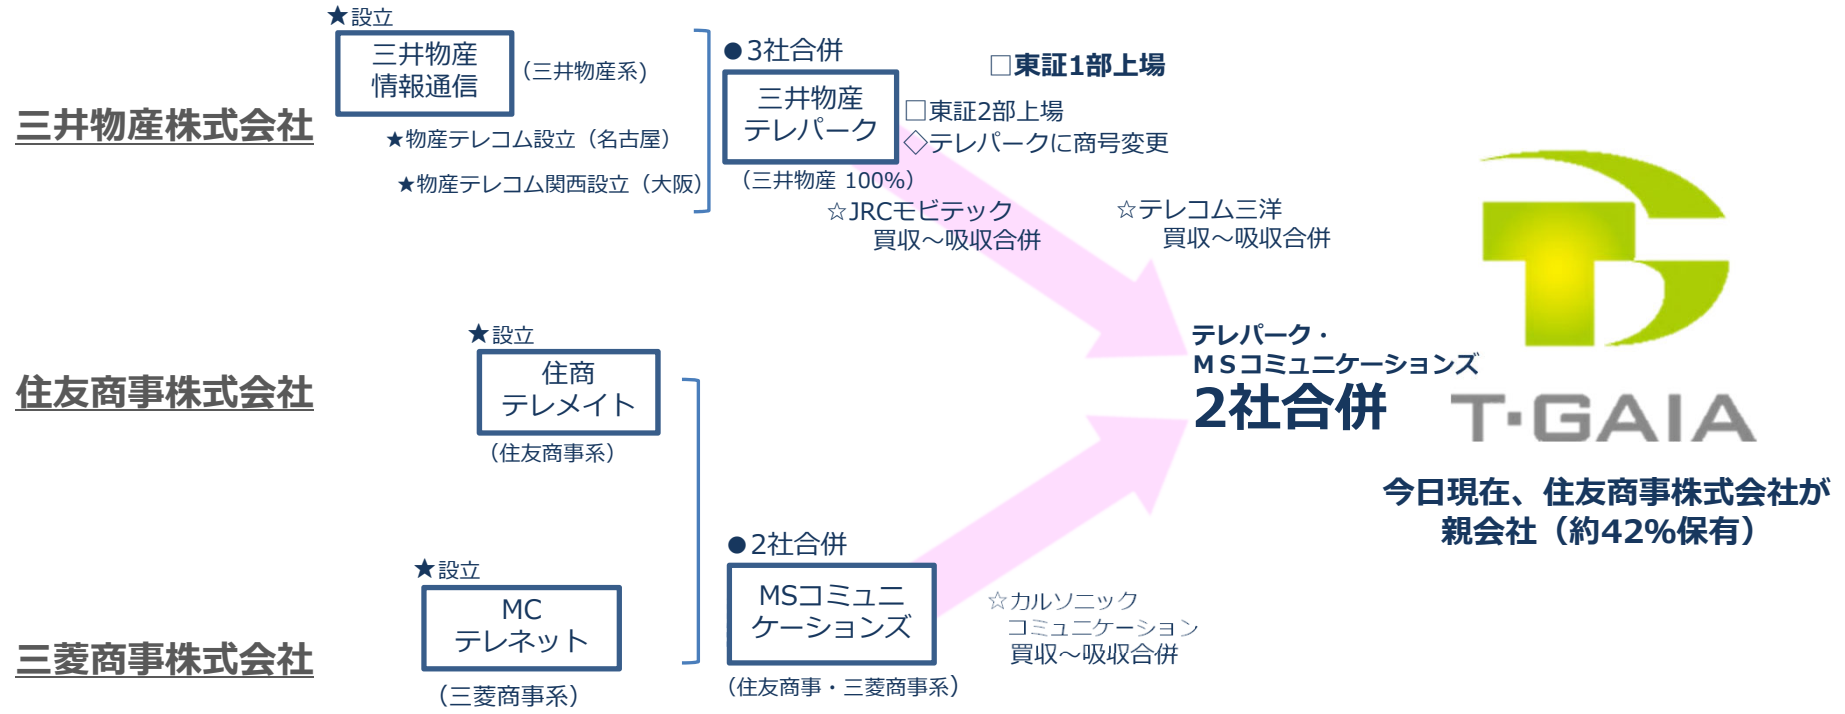 ★設立
三井物産
情報通信
（三井物産系）
三井物産株式会社
★物産テレコム設立（名古屋）
★物産テレコム関西設立（大阪）
●3社合併
三井物産
テレパーク
（三井物産 100%）
□東証1部上場
□東証2部上場
◇テレパークに商号変更
☆JRCモビテック
買収～吸収合併
☆テレコム三洋
買収～吸収合併
★設立
住商
テレメイト
（住友商事系）
住友商事株式会社
テレパーク・
ＭＳコミュニケーションズ
2社合併
T・GAIA
今日現在、住友商事株式会社が
親会社（約42%保有）
★設立
MC
テレネット
（三菱商事系）
三菱商事株式会社
●2社合併
MSコミュニ
ケーションズ
（住友商事・三菱商事系）
☆カルソニック
コミュニケーション
買収～吸収合併